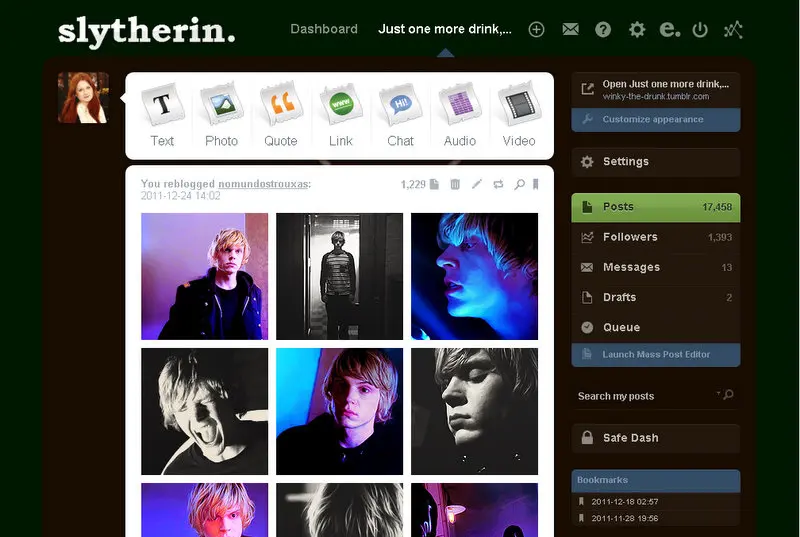 slytherin.
Dashboard
Just one more drink,...
Text
Photo
Quote
Link
Chat
Audio
Video
T
www
Hi!
You reblogged nomundostrouxas:
1,229
2011-12-24 14:02
Open Just one more drink,...
winky-the-drunk.tumblr.com
Customize appearance
Settings
Posts 17,458
Followers 1,393
Messages 13
Drafts 2
Queue
Launch Mass Post Editor
Search my posts
Safe Dash
Bookmarks
2011-12-18 02:57
2011-11-28 19:56